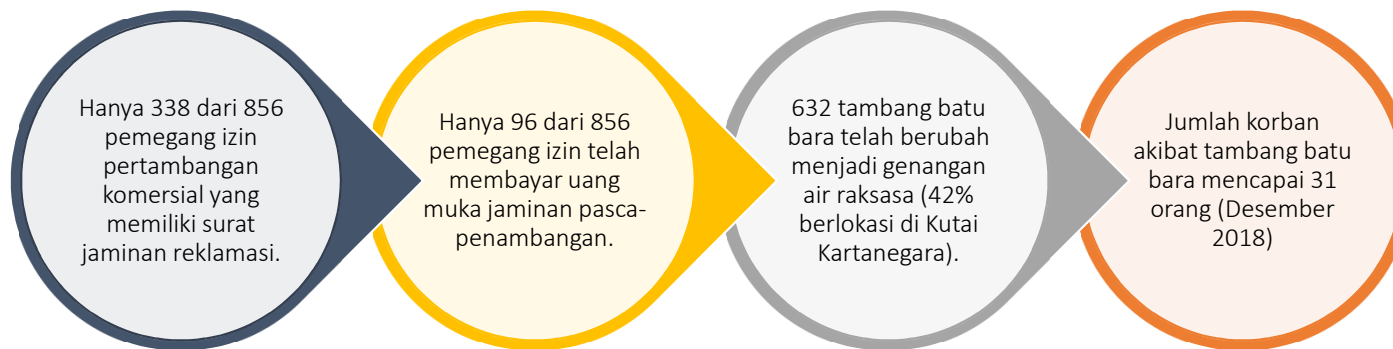 Hanya 338 dari 856
pemegang izin
pertambangan
komersial yang
memiliki surat
jaminan reklamasi.
Hanya 96 dari 856
pemegang izin telah
membayar uang
muka jaminan pasca-
penambangan.
632 tambang batu
bara telah berubah
menjadi genangan
air raksasa (42%
berlokasi di Kutai
Kartanegara).
Jumlah korban
akibat tambang batu
bara mencapai 31
orang (Desember
2018)